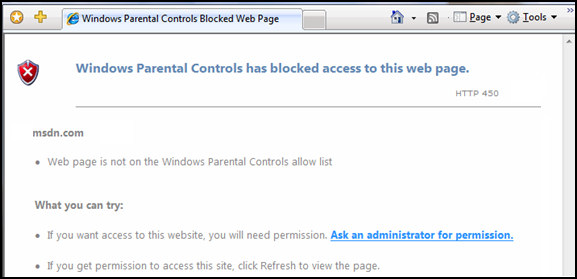 Windows Parental Controls Blocked Web Page
Page
Tools
Windows Parental Controls has blocked access to this web page.
HTTP 450
msdn.com
• Web page is not on the Windows Parental Controls allow list
What you can try:
• If you want access to this website, you will need permission. Ask an administrator for permission.
• If you get permission to access this site, click Refresh to view the page.